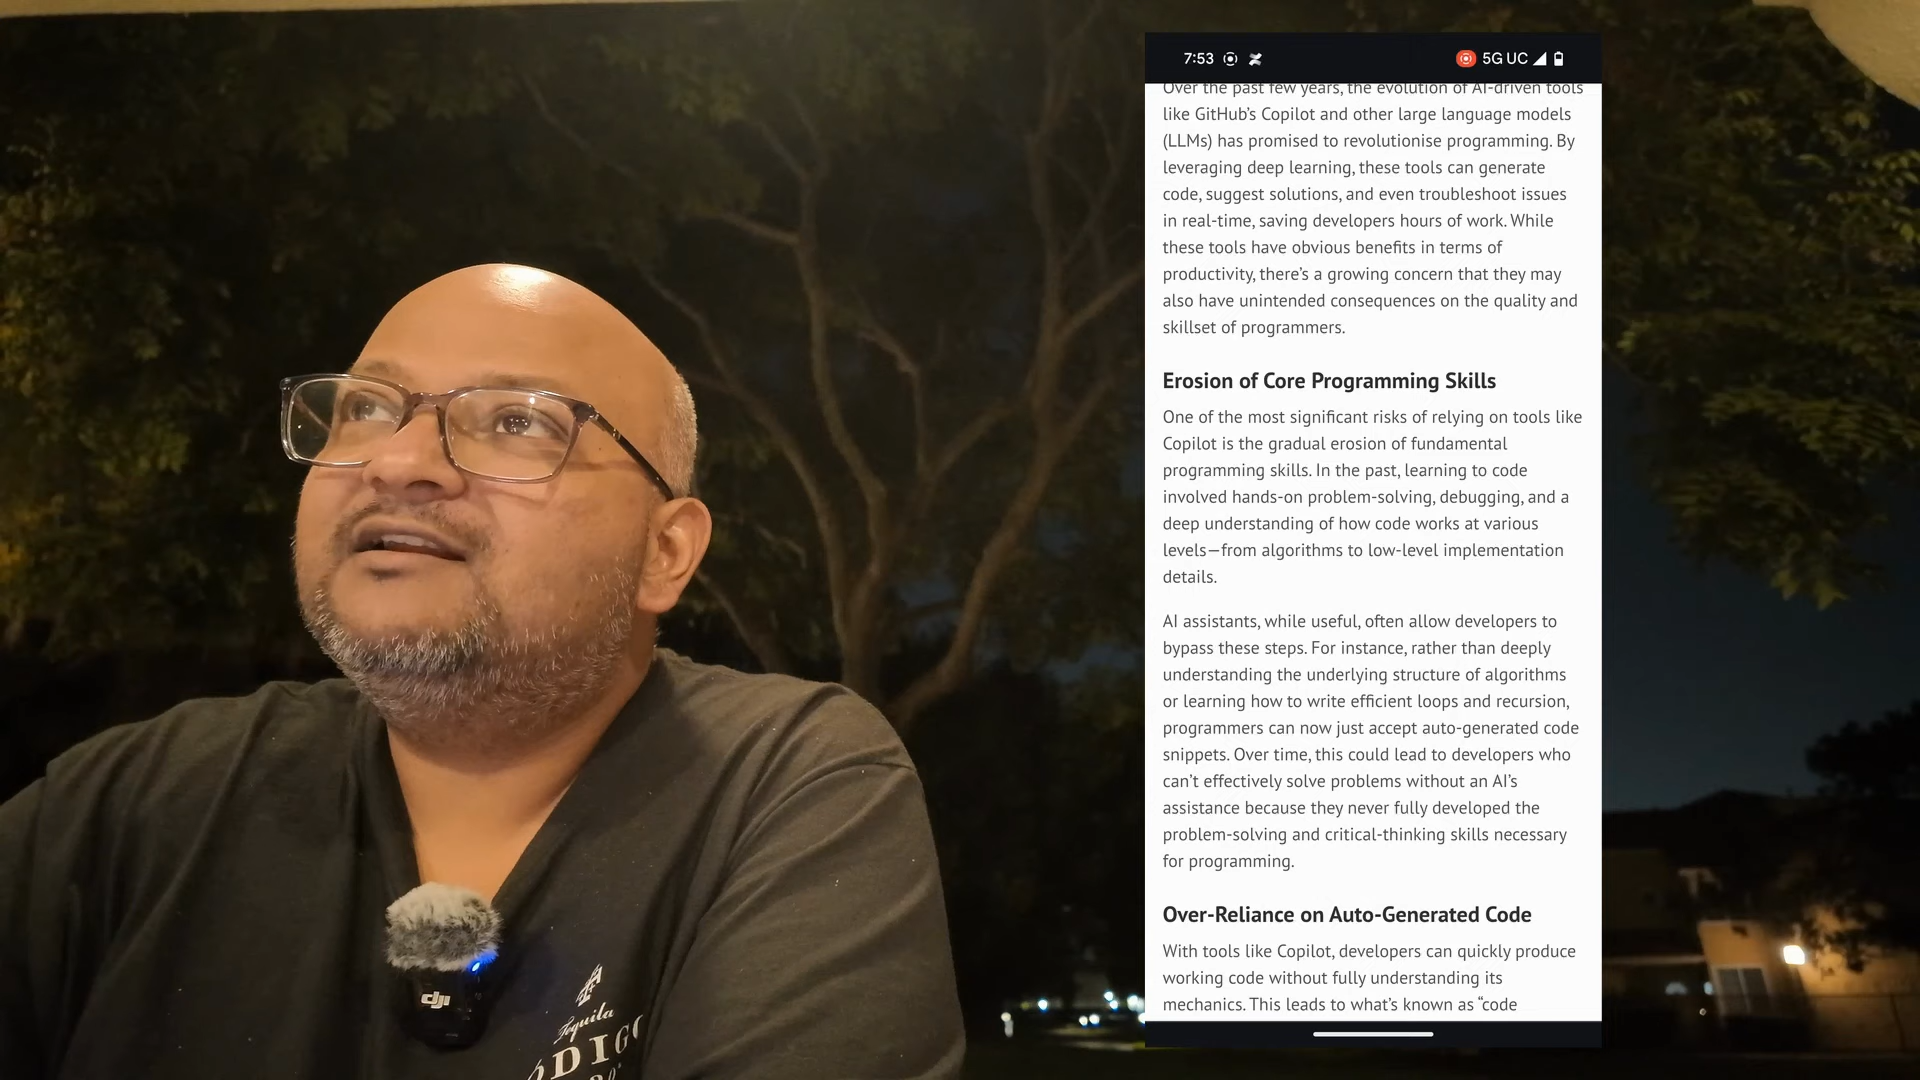 7:53
5G UC
Over the past few years, the evolution of AI-driven tools
like GitHub’s Copilot and other large language models
(LLMs) has promised to revolutionise programming. By
leveraging deep learning, these tools can generate
code, suggest solutions, and even troubleshoot issues
in real-time, saving developers hours of work. While
these tools have obvious benefits in terms of
productivity, there’s a growing concern that they may
also have unintended consequences on the quality and
skillset of programmers.
Erosion of Core Programming Skills
One of the most significant risks of relying on tools like
Copilot is the gradual erosion of fundamental
programming skills. In the past, learning to code
involved hands-on problem-solving, debugging, and a
deep understanding of how code works at various
levels—from algorithms to low-level implementation
details.
AI assistants, while useful, often allow developers to
bypass these steps. For instance, rather than deeply
understanding the underlying structure of algorithms
or learning how to write efficient loops and recursion,
programmers can now just accept auto-generated code
snippets. Over time, this could lead to developers who
can’t effectively solve problems without an AI’s
assistance because they never fully developed the
problem-solving and critical-thinking skills necessary
for programming.
Over-Reliance on Auto-Generated Code
With tools like Copilot, developers can quickly produce
working code without fully understanding its
mechanics. This leads to what’s known as “code
dji
Tequila
ODIGO